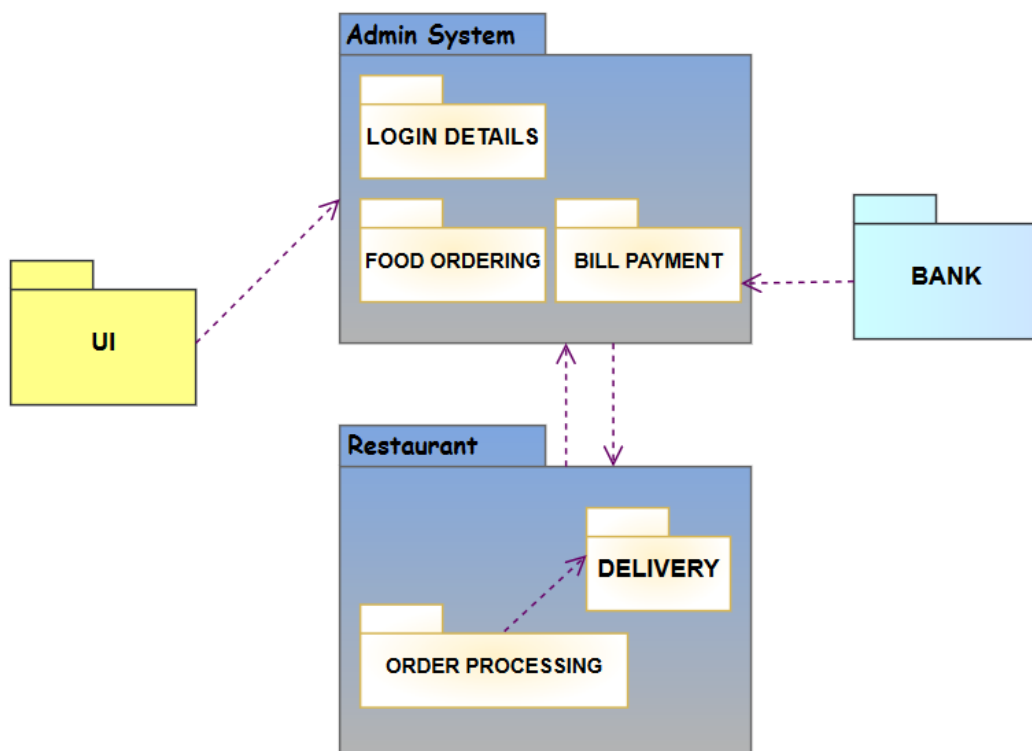 Admin System
LOGIN DETAILS
FOOD ORDERING
BILL PAYMENT
BANK
UI
Restaurant
DELIVERY
ORDER PROCESSING